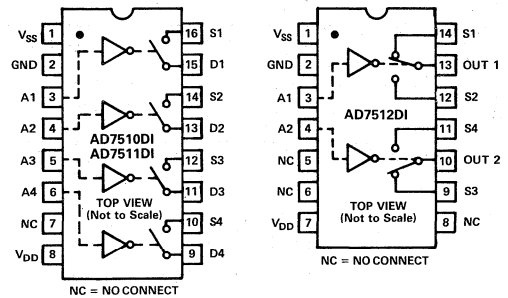 VSS 1
GND 2
A1 3
A2 4
A3 5
A4 6
NC 7
VDD 8
16 S1
15 D1
14 S2
13 D2
12 S3
11 D3
10 S4
9 D4
AD7510DI
AD7511DI
TOP VIEW
(Not to Scale)
NC = NO CONNECT
VSS 1
GND 2
A1 3
A2 4
NC 5
NC 6
VDD 7
14 S1
13 OUT 1
12 S2
11 S4
10 OUT 2
9 S3
8 NC
AD7512DI
TOP VIEW
(Not to Scale)
NC = NO CONNECT